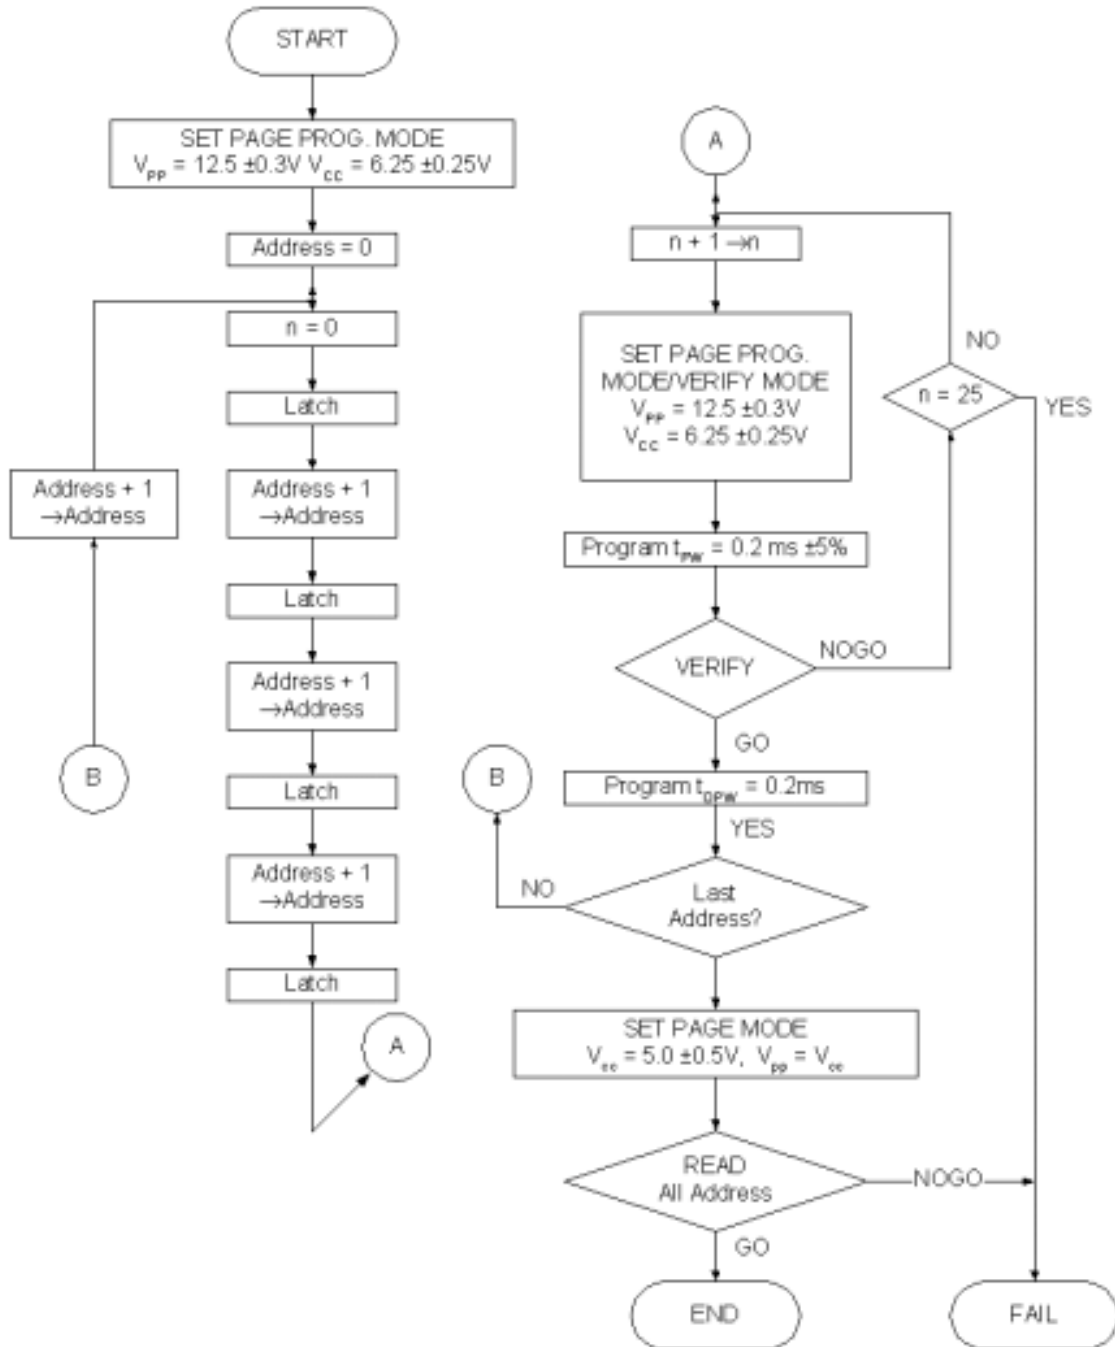 START
SET PAGE PROG. MODE
VPP = 12.5 ±0.3V VCC = 6.25 ±0.25V
Address = 0
n = 0
Latch
Address + 1
→Address
Latch
Address + 1
→Address
Latch
Address + 1
→Address
Latch
A
Address + 1
→Address
B
A
n + 1 →n
SET PAGE PROG.
MODE/VERIFY MODE
VPP = 12.5 ±0.3V
VCC = 6.25 ±0.25V
NO
n = 25
YES
Program tPW = 0.2 ms ±5%
VERIFY
NOGO
GO
B
Program tOPW = 0.2ms
YES
NO
Last
Address?
SET PAGE MODE
Vcc = 5.0 ±0.5V, Vpp = Vcc
READ
All Address
NOGO
GO
END
FAIL